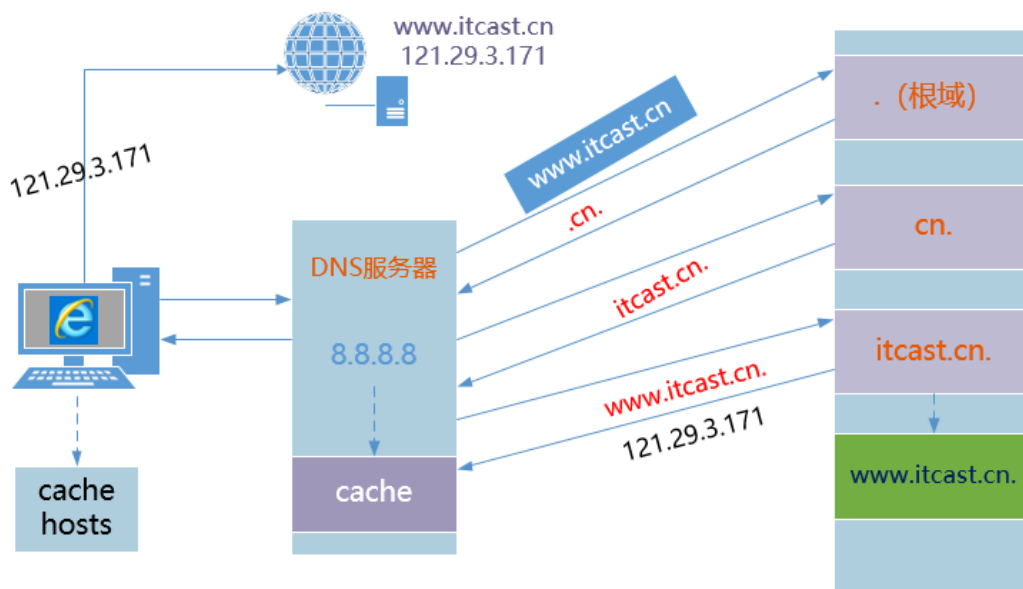 www.itcast.cn
121.29.3.171
121.29.3.171
www.itcast.cn
.cn.
itcast.cn.
www.itcast.cn.
121.29.3.171
DNS服务器
8.8.8.8
cache
cache
hosts
. (根域)
cn.
itcast.cn.
www.itcast.cn.